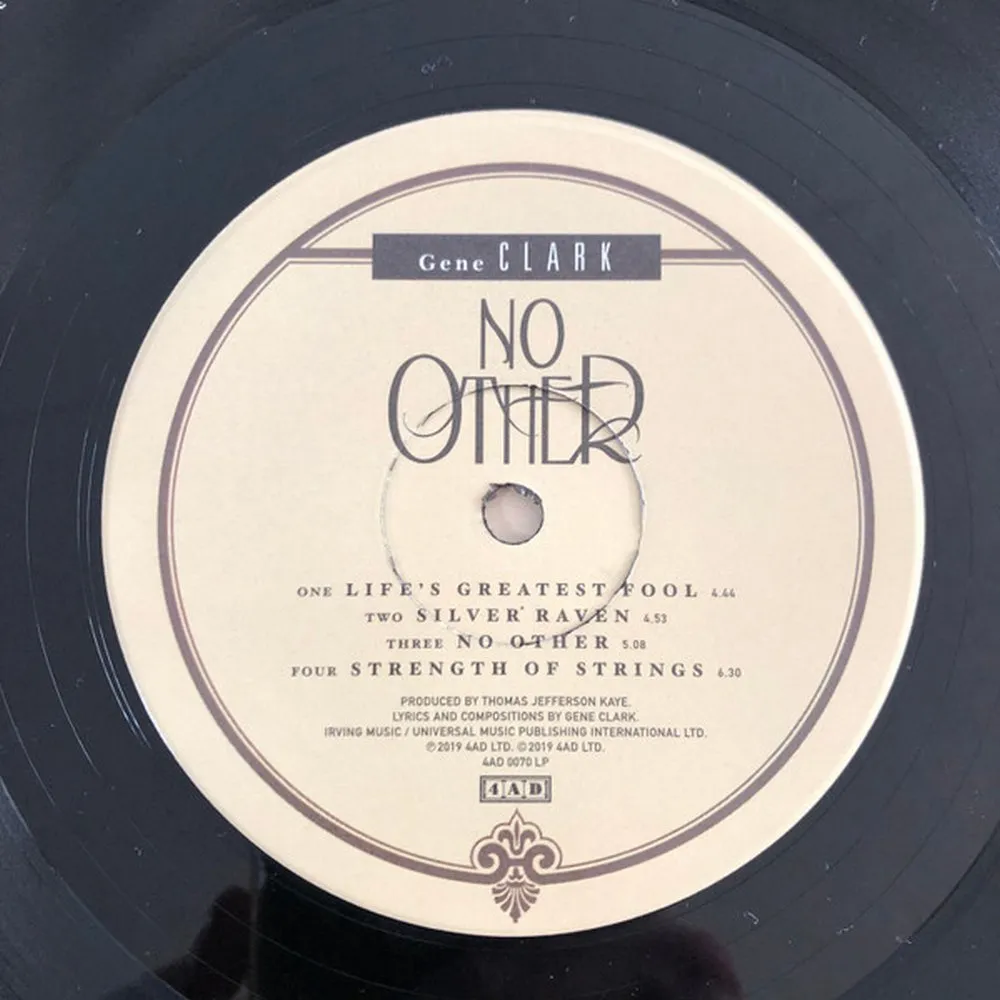 Gene CLARK
NO
OTHER
ONE LIFE'S GREATEST FOOL 4.44
TWO SILVER RAVEN 4.53
THREE NO OTHER 5.08
FOUR STRENGTH OF STRINGS 6.30
PRODUCED BY THOMAS JEFFERSON KAYE.
LYRICS AND COMPOSITIONS BY GENE CLARK.
IRVING MUSIC / UNIVERSAL MUSIC PUBLISHING INTERNATIONAL LTD.
℗2019 4AD LTD. ©2019 4AD LTD.
4AD 0070 LP
4AD